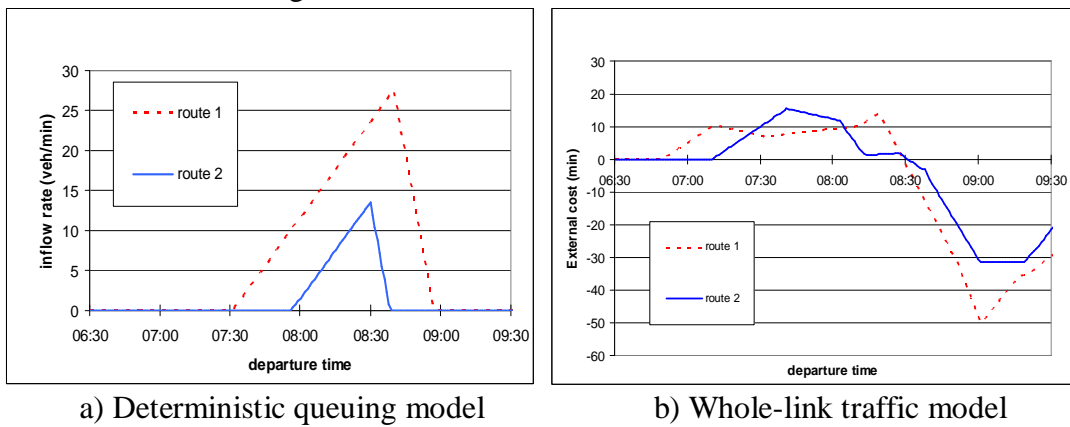 30
25
20
15
10
5
0
inflow rate (veh/min)
route 1
route 2
06:30 07:00 07:30 08:00 08:30 09:00 09:30
departure time
a) Deterministic queuing model
30
20
10
0
-10
-20
-30
-40
-50
-60
External cost (min)
06:30 07:00 07:30 08:00 08:30 09:00 09:30
route 1
route 2
departure time
b) Whole-link traffic model